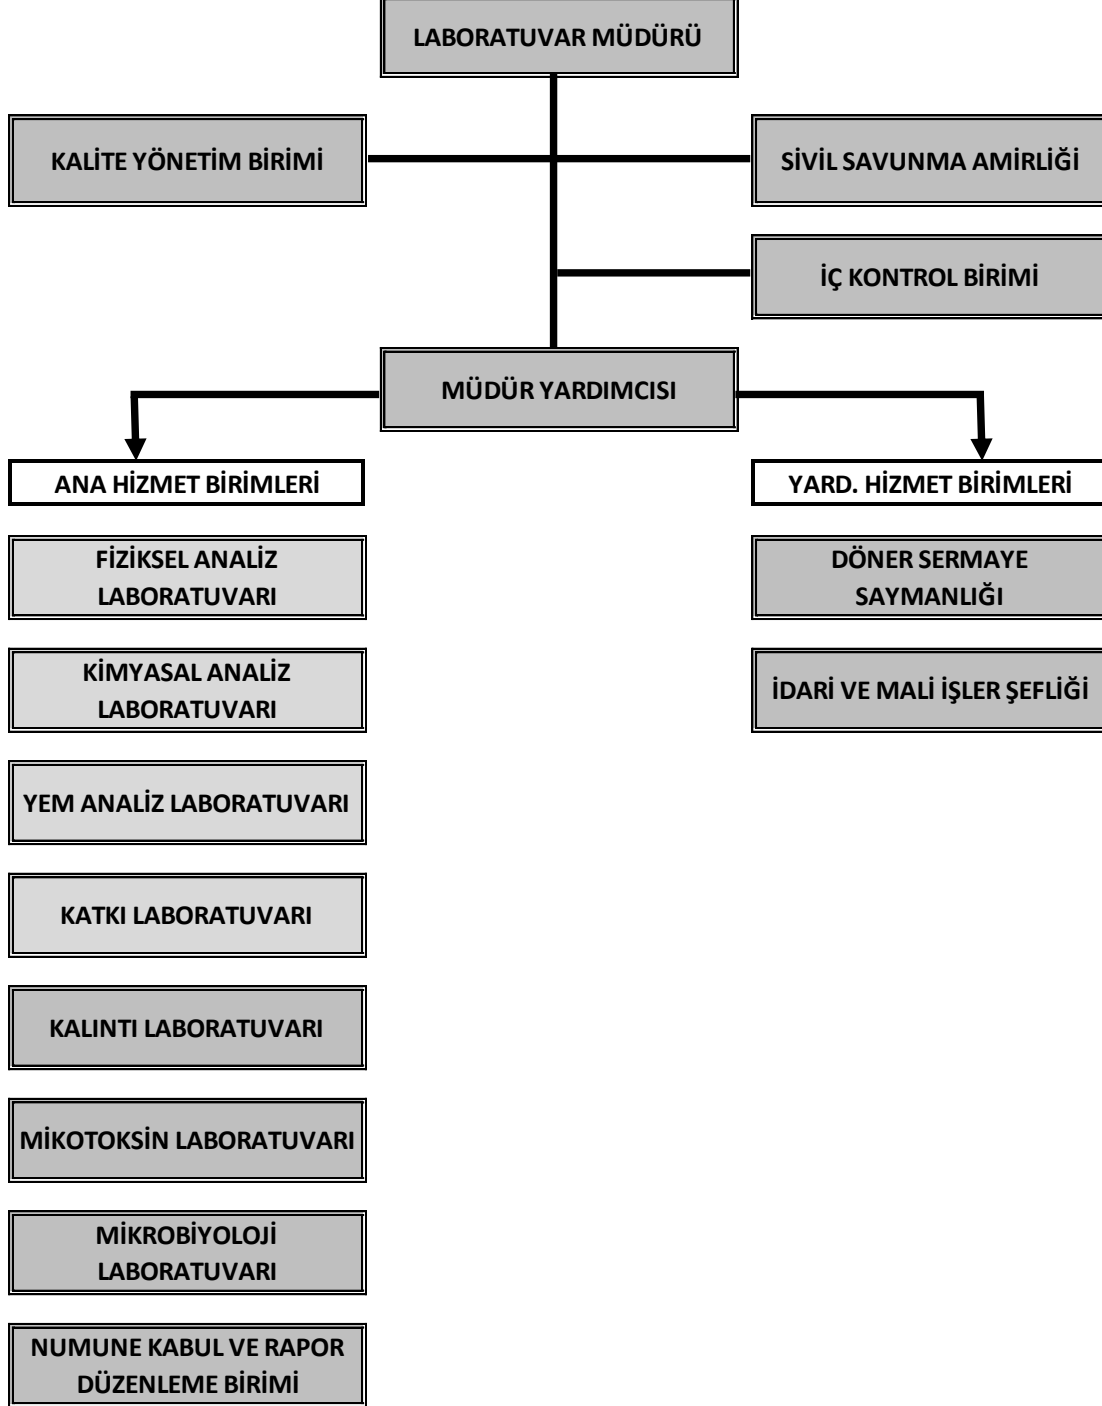 LABORATUVAR MÜDÜRÜ
KALİTE YÖNETİM BİRİMİ
SİVİL SAVUNMA AMİRLİĞİ
İÇ KONTROL BİRİMİ
MÜDÜR YARDIMCISI
ANA HİZMET BİRİMLERİ
YARD. HİZMET BİRİMLERİ
FİZİKSEL ANALİZ
LABORATUVARI
DÖNER SERMAYE
SAYMANLIĞI
KİMYASAL ANALİZ
LABORATUVARI
İDARİ VE MALİ İŞLER ŞEFLİĞİ
YEM ANALİZ LABORATUVARI
KATKI LABORATUVARI
KALINTI LABORATUVARI
MİKOTOKSİN LABORATUVARI
MİKROBİYOLOJİ
LABORATUVARI
NUMUNE KABUL VE RAPOR
DÜZENLEME BİRİMİ